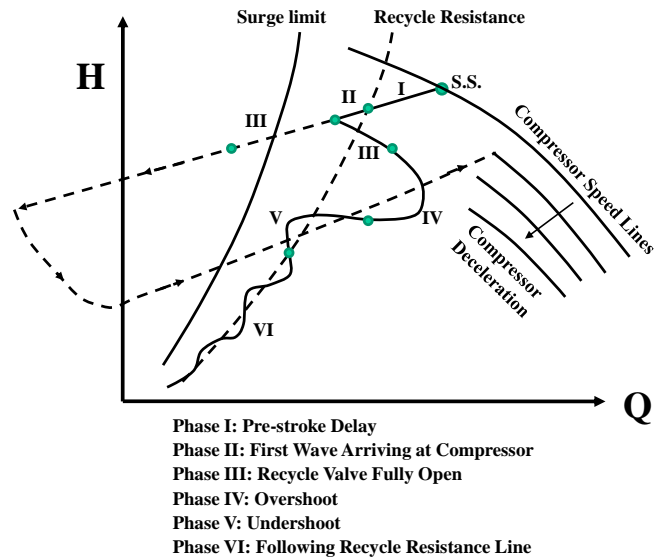 Surge limit
Recycle Resistance
H
S.S.
I
II
III
III
Compressor Speed Lines
IV
V
Compressor
Deceleration
VI
Q
Phase I: Pre-stroke Delay
Phase II: First Wave Arriving at Compressor
Phase III: Recycle Valve Fully Open
Phase IV: Overshoot
Phase V: Undershoot
Phase VI: Following Recycle Resistance Line